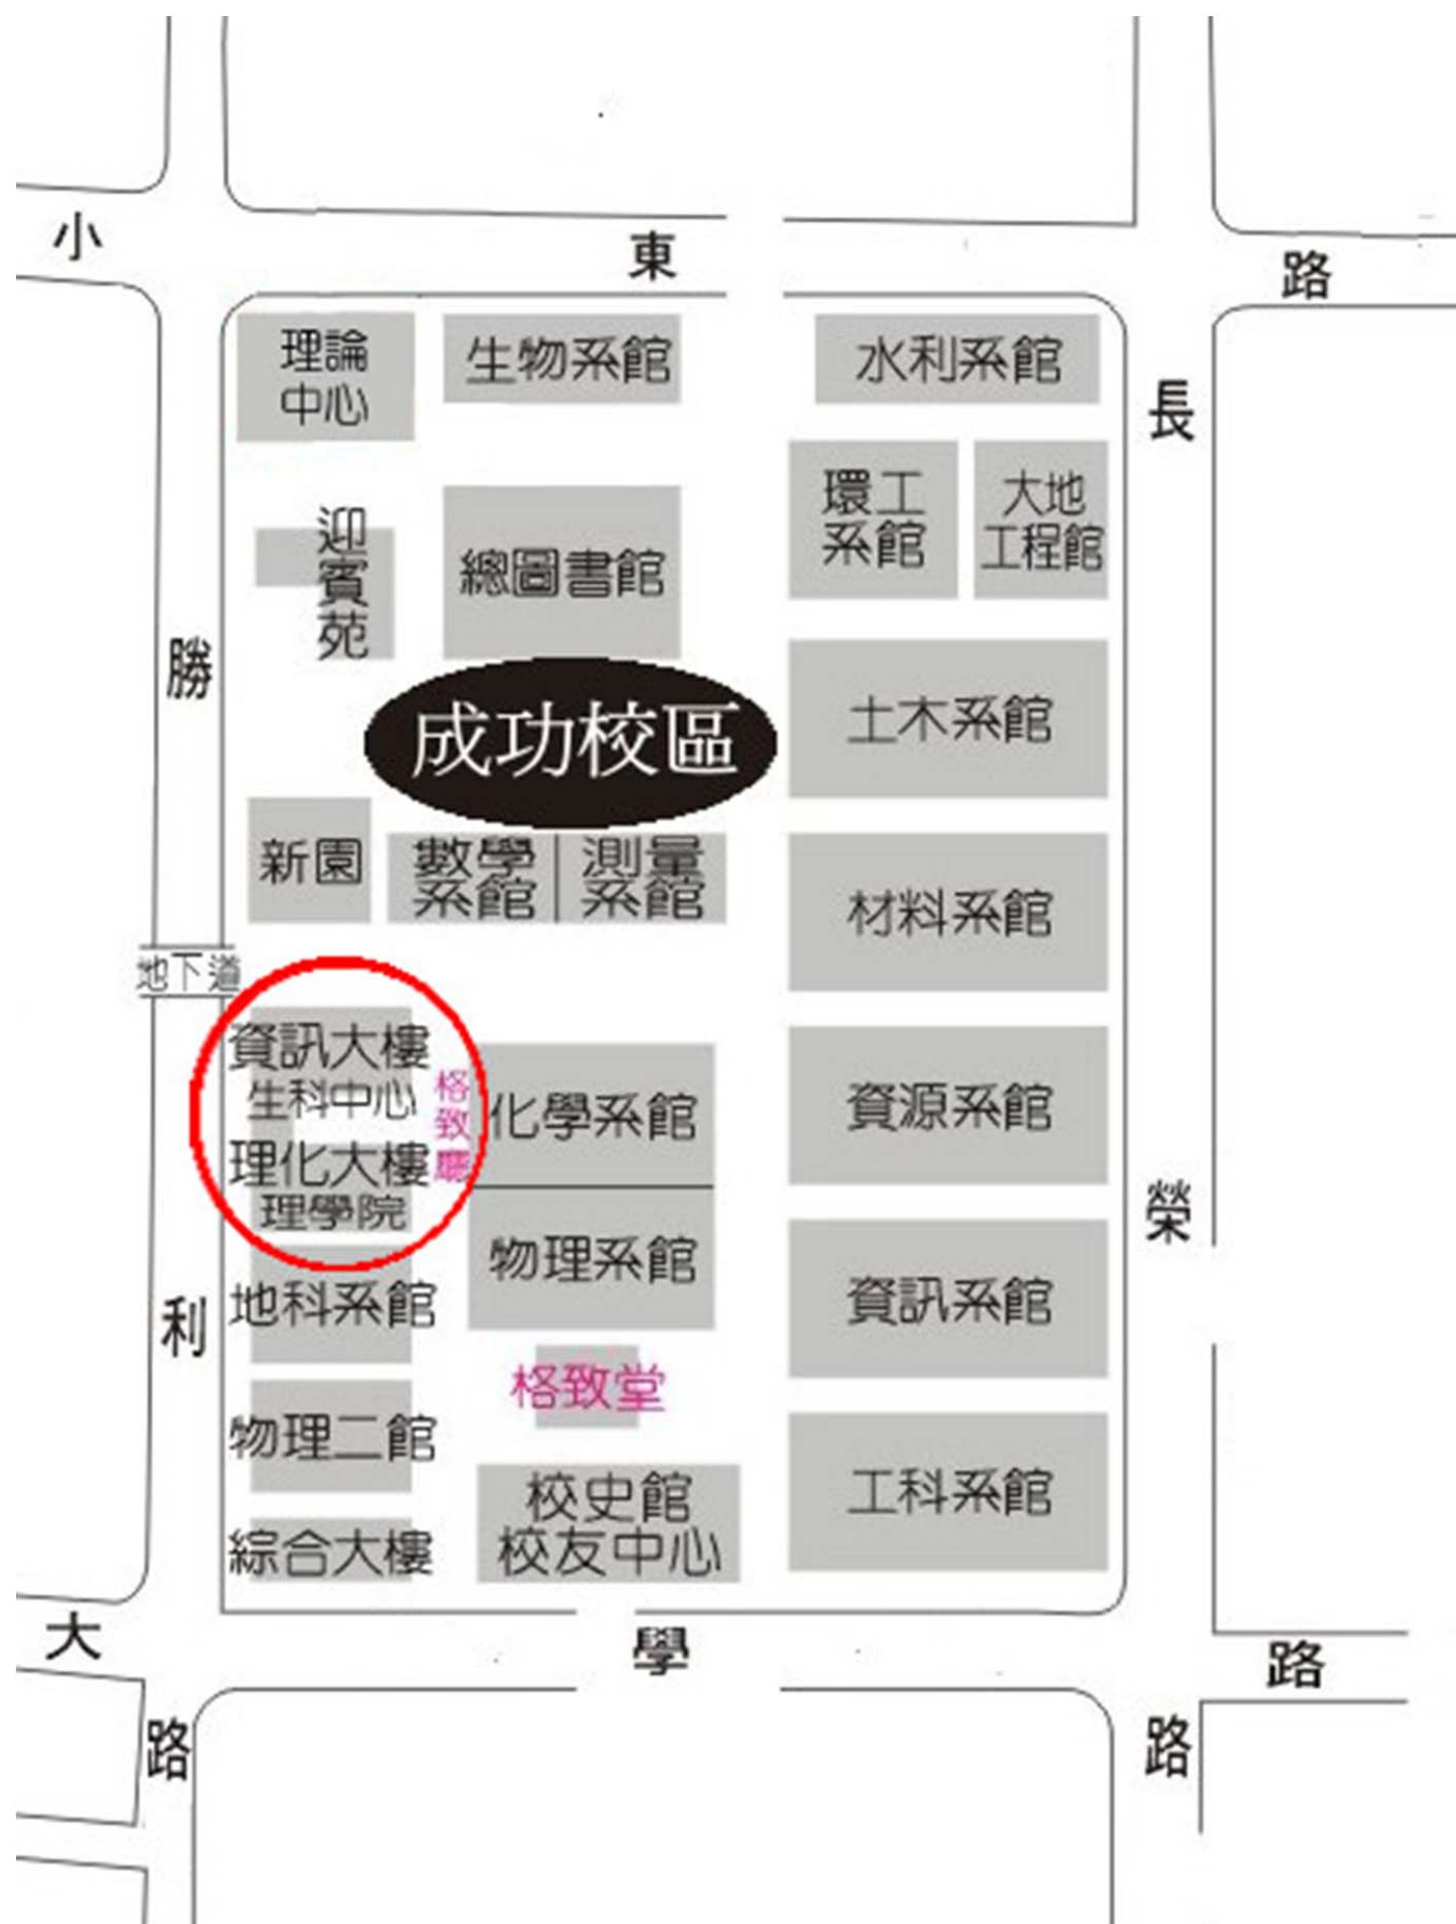 小東路
理論
中心
生物系館
水利系館
長榮路
環工
系館
大地
工程館
迎賓苑
總圖書館
勝利路
土木系館
成功校區
新園
數學
系館
測量
系館
材料系館
地下道
資訊大樓
生科中心
格致廳
理化大樓
理學院
化學系館
資源系館
物理系館
地科系館
資訊系館
格致堂
物理二館
校史館
校友中心
工科系館
綜合大樓
大學路